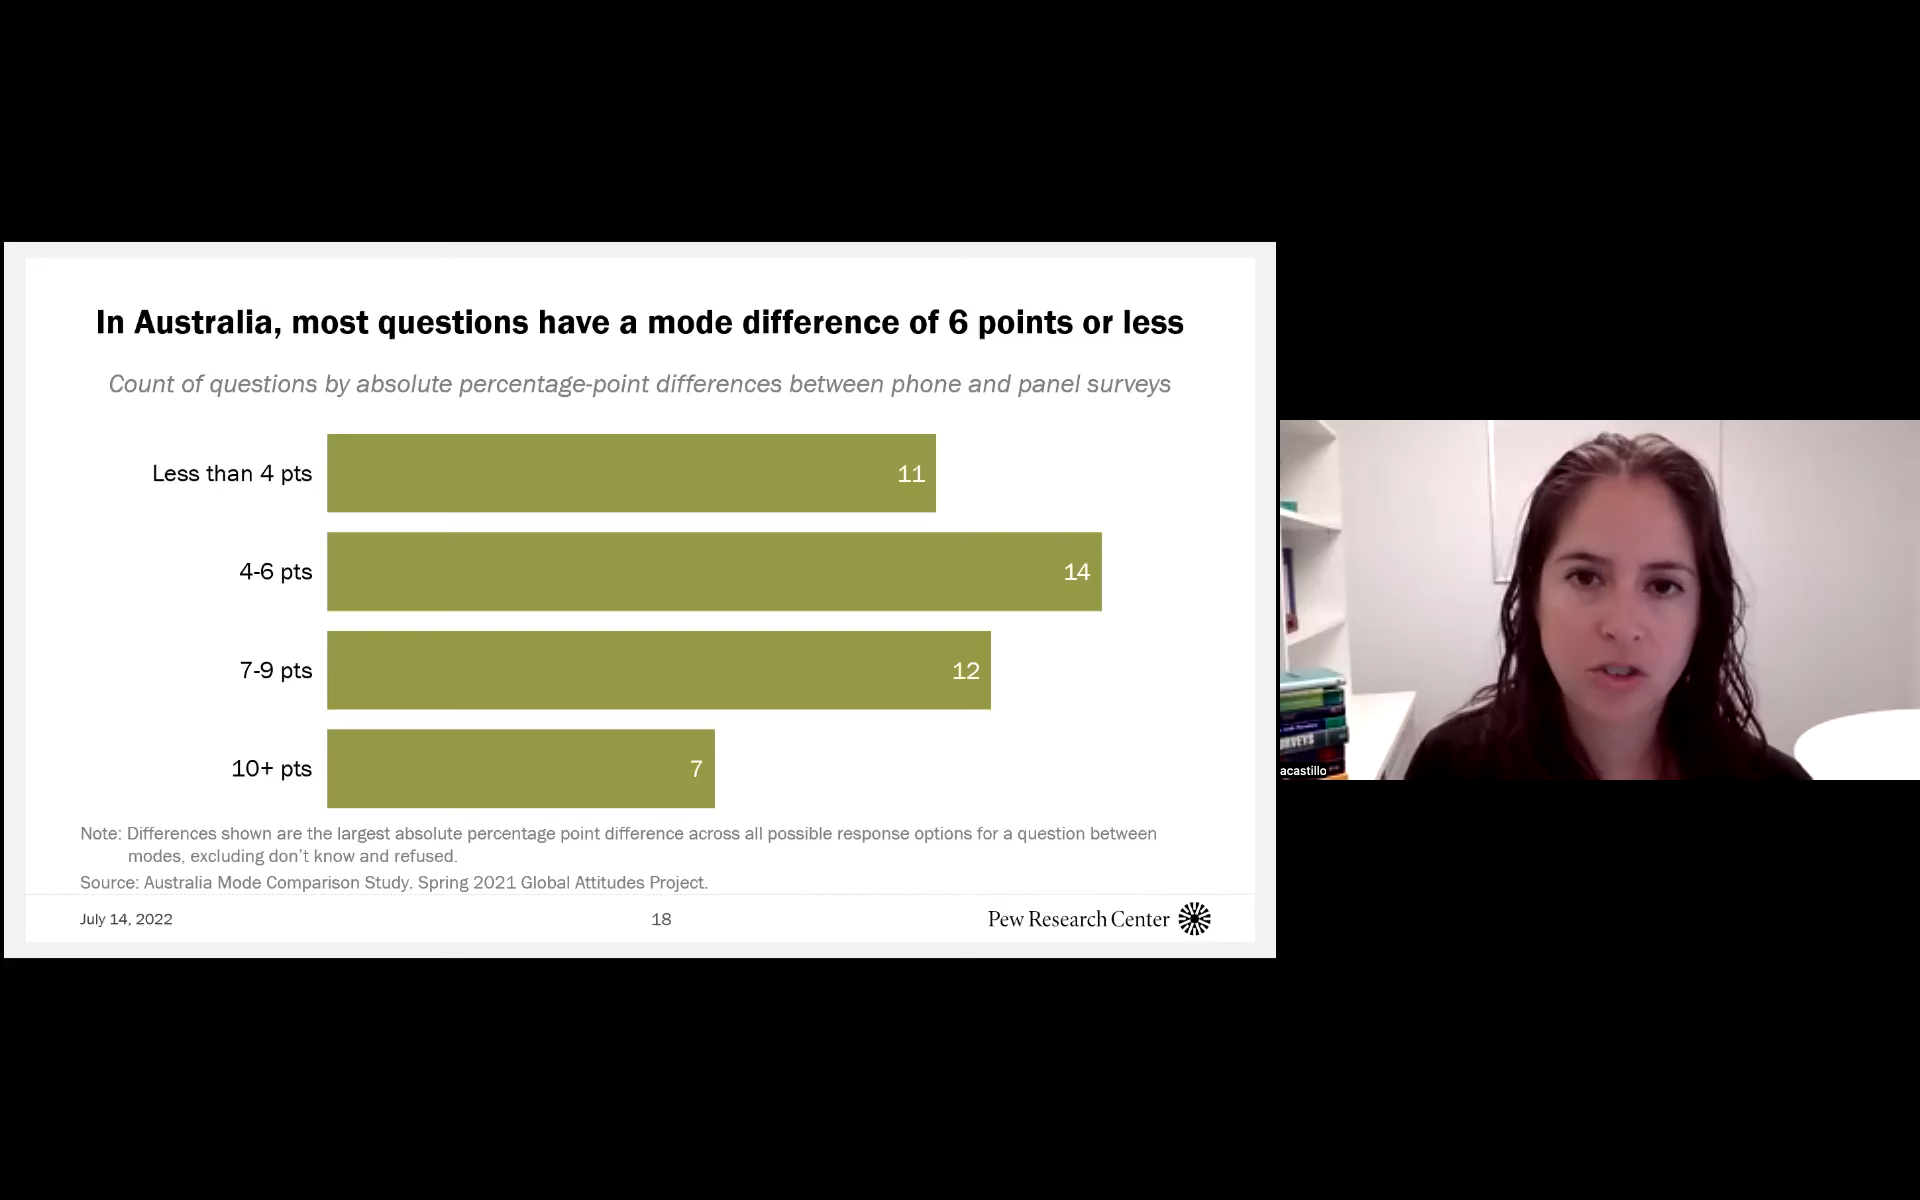 In Australia, most questions have a mode difference of 6 points or less
Count of questions by absolute percentage-point differences between phone and panel surveys
Less than 4 pts
11
4-6 pts
14
7-9 pts
12
10+ pts
7
Note: Differences shown are the largest absolute percentage point difference across all possible response options for a question between
modes, excluding don't know and refused.
Source: Australia Mode Comparison Study. Spring 2021 Global Attitudes Project.
July 14, 2022
18
Pew Research Center
acastillo